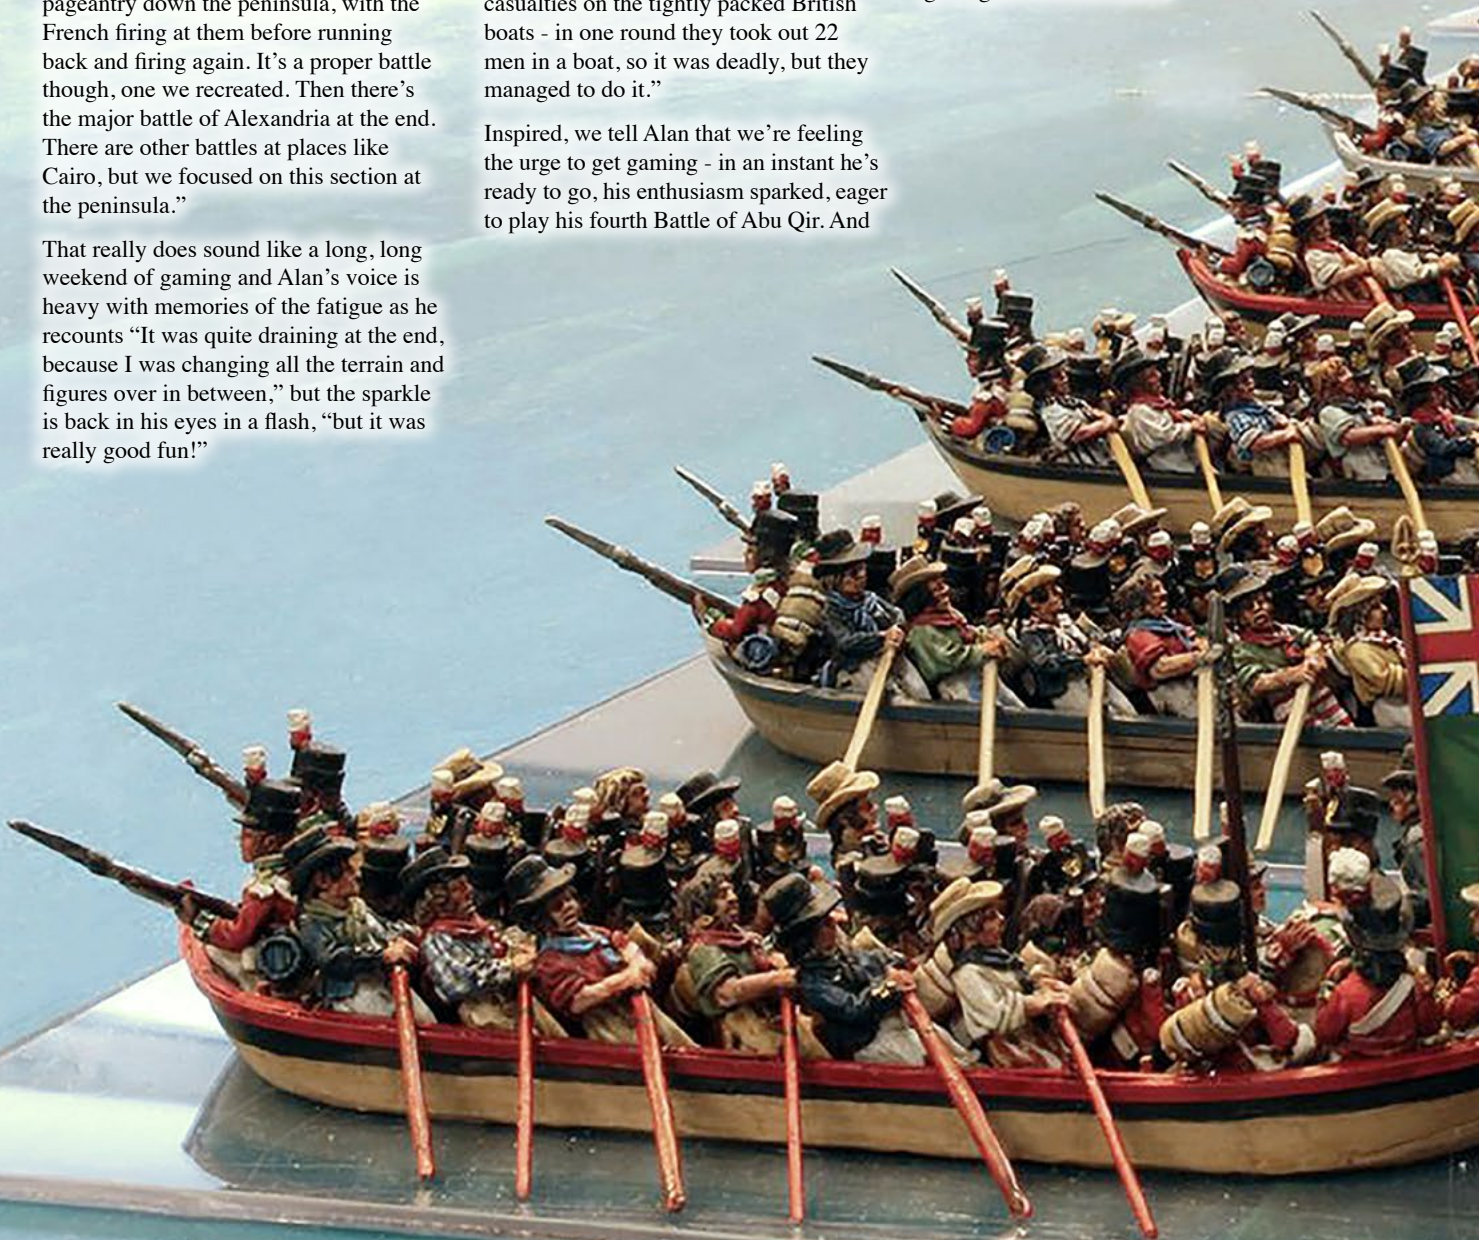 pageantry down the peninsula, with the
French firing at them before running
back and firing again. It’s a proper battle
though, one we recreated. Then there’s
the major battle of Alexandria at the end.
There are other battles at places like
Cairo, but we focused on this section at
the peninsula.”
That really does sound like a long, long
weekend of gaming and Alan’s voice is
heavy with memories of the fatigue as he
recounts “It was quite draining at the end,
because I was changing all the terrain and
figures over in between,” but the sparkle
is back in his eyes in a flash, “but it was
really good fun!”
casualties on the tightly packed British
boats - in one round they took out 22
men in a boat, so it was deadly, but they
managed to do it.”
Inspired, we tell Alan that we’re feeling
the urge to get gaming - in an instant he’s
ready to go, his enthusiasm sparked, eager
to play his fourth Battle of Abu Qir. And